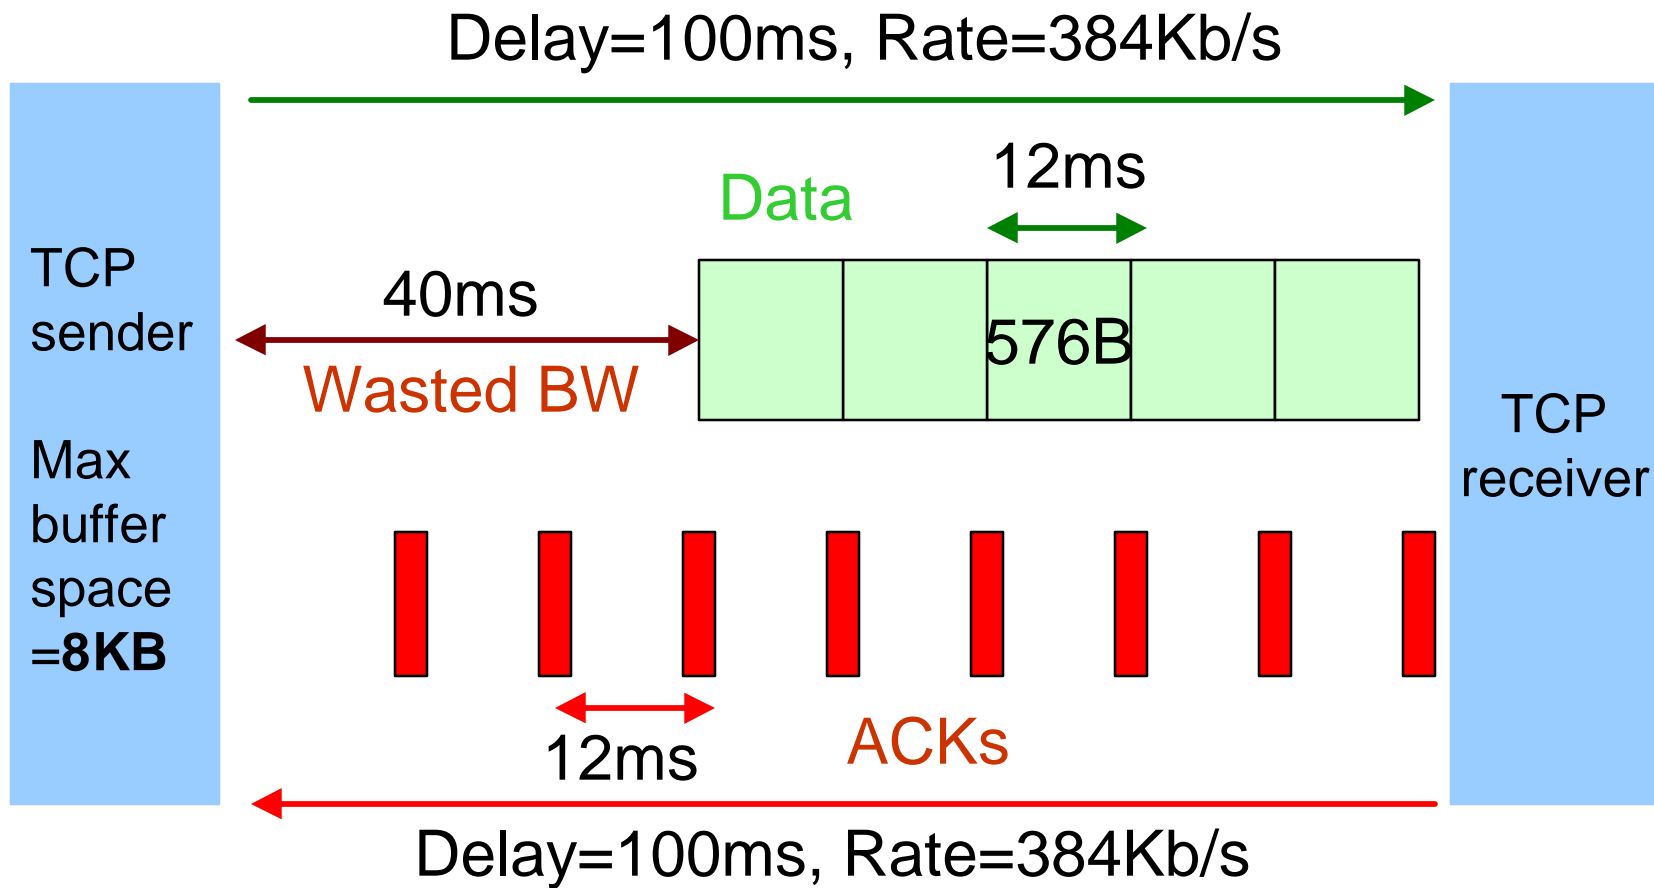 Delay=100ms, Rate=384Kb/s
12ms
Data
TCP
sender
40ms
576B
Wasted BW
Max
buffer
space
=8KB
TCP
receiver
12ms
ACKs
Delay=100ms, Rate=384Kb/s